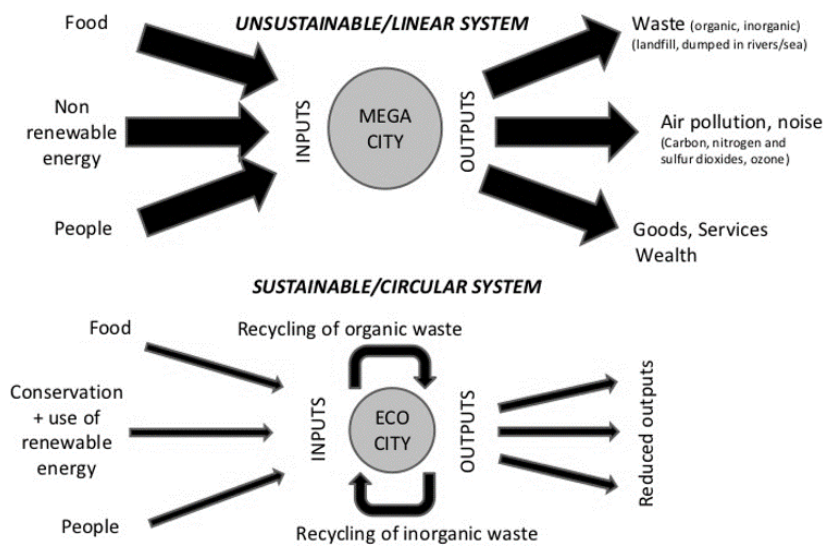 UNSUSTAINABLE/LINEAR SYSTEM
Food
Non
renewable
energy
People
INPUTS
MEGA
CITY
OUTPUTS
Waste (organic, inorganic)
(landfill, dumped in rivers/sea)
Air pollution, noise
(Carbon, nitrogen and
sulfur dioxides, ozone)
Goods, Services
Wealth
SUSTAINABLE/CIRCULAR SYSTEM
Food
Conservation
+ use of
renewable
energy
People
Recycling of organic waste
INPUTS
ECO
CITY
OUTPUTS
Recycling of inorganic waste
Reduced outputs